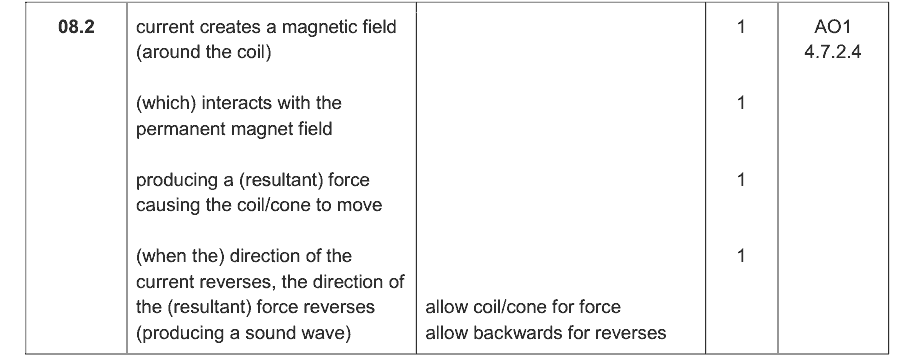 08.2 current creates a magnetic field 1 AO1
(around the coil) 4.7.2.4
(which) interacts with the 1
permanent magnet field
producing a (resultant) force 1
causing the coil/cone to move
(when the) direction of the 1
current reverses, the direction of
the (resultant) force reverses allow coil/cone for force
(producing a sound wave) allow backwards for reverses